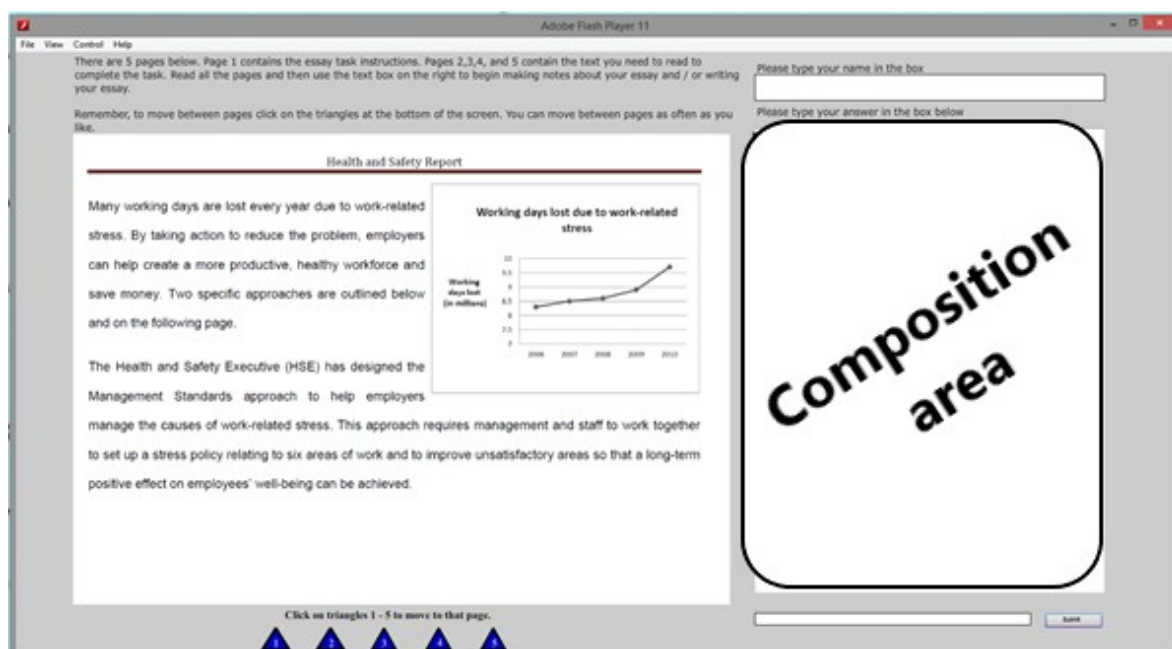 Adobe Flash Player 11
File View Control Help
There are 5 pages below. Page 1 contains the essay task instructions. Pages 2,3,4, and 5 contain the text you need to read to
complete the task. Read all the pages and then use the text box on the right to begin making notes about your essay and / or writing
your essay.
Remember, to move between pages click on the triangles at the bottom of the screen. You can move between pages as often as you
like.
Please type your name in the box
Please type your answer in the box below
Health and Safety Report
Many working days are lost every year due to work-related
stress. By taking action to reduce the problem, employers
can help create a more productive, healthy workforce and
save money. Two specific approaches are outlined below
and on the following page.
The Health and Safety Executive (HSE) has designed the
Management Standards approach to help employers
manage the causes of work-related stress. This approach requires management and staff to work together
to set up a stress policy relating to six areas of work and to improve unsatisfactory areas so that a long-term
positive effect on employees' well-being can be achieved.
Working days lost due to work-related
stress
Working
days lost
(in millions)
10
9.5
9
8.5
8
7.5
7
2006 2007 2008 2009 2010
Composition
area
Click on triangles 1 - 5 to move to that page.
1 2 3 4 5
Submit